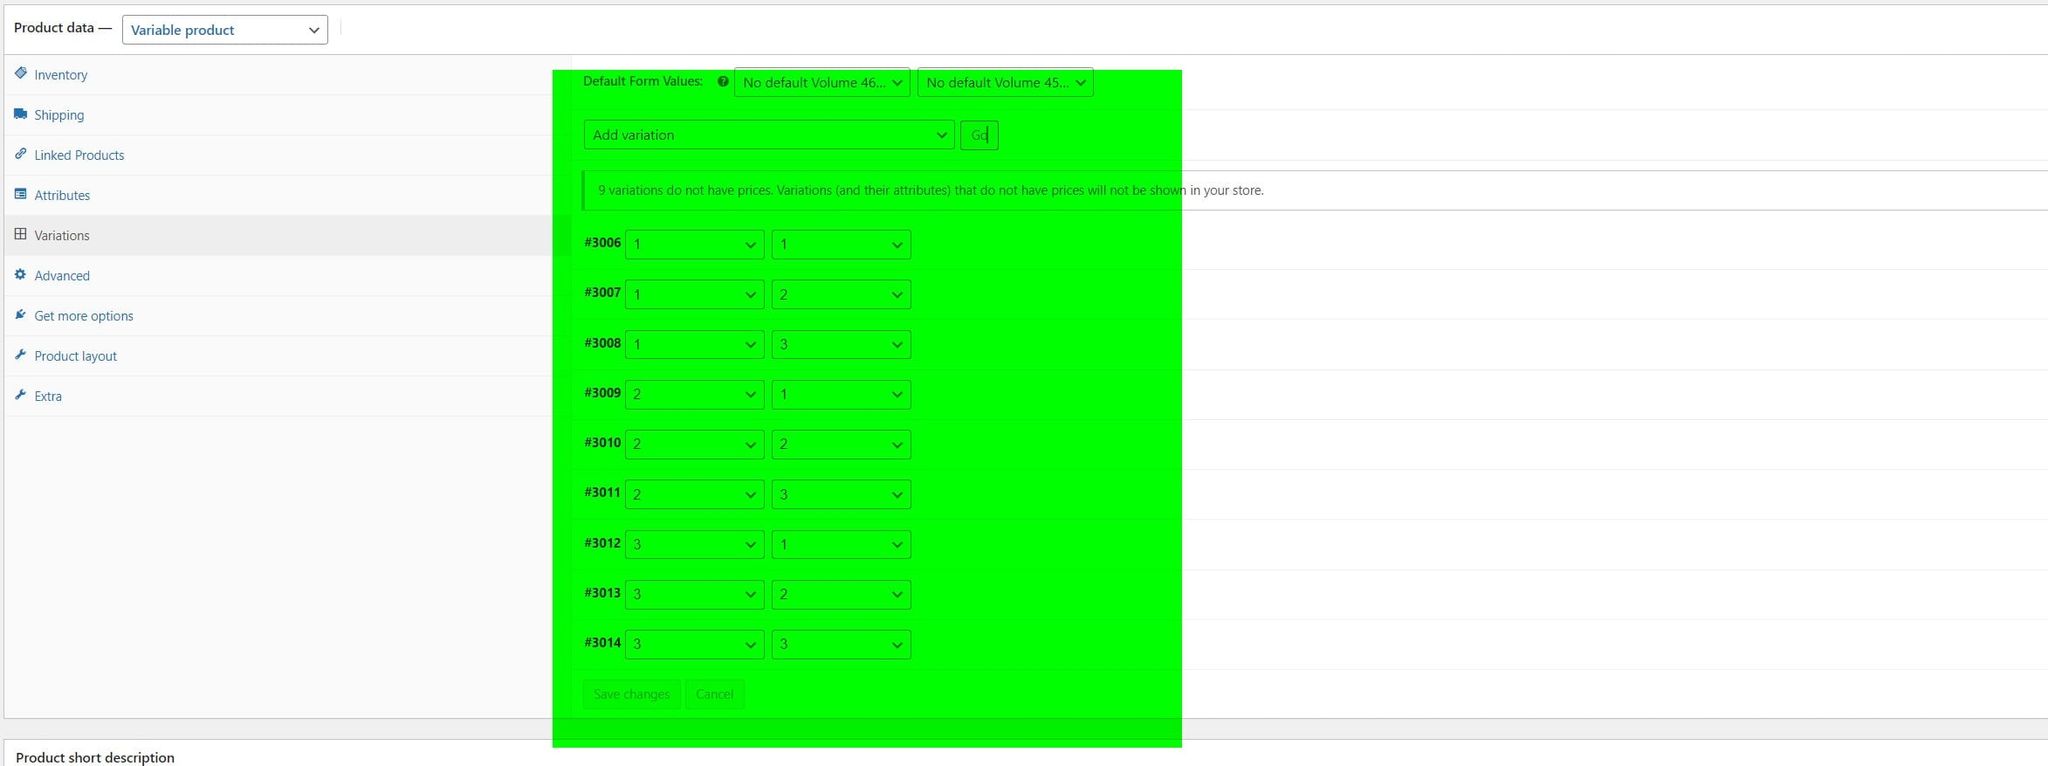 Product data — Variable product
Inventory
Shipping
Linked Products
Attributes
Variations
Advanced
Get more options
Product layout
Extra
Default Form Values: No default Volume 46... No default Volume 45...
Add variation Go
9 variations do not have prices. Variations (and their attributes) that do not have prices will not be shown in your store.
#3006 1 1
#3007 1 2
#3008 1 3
#3009 2 1
#3010 2 2
#3011 2 3
#3012 3 1
#3013 3 2
#3014 3 3
Save changes Cancel
Product short description